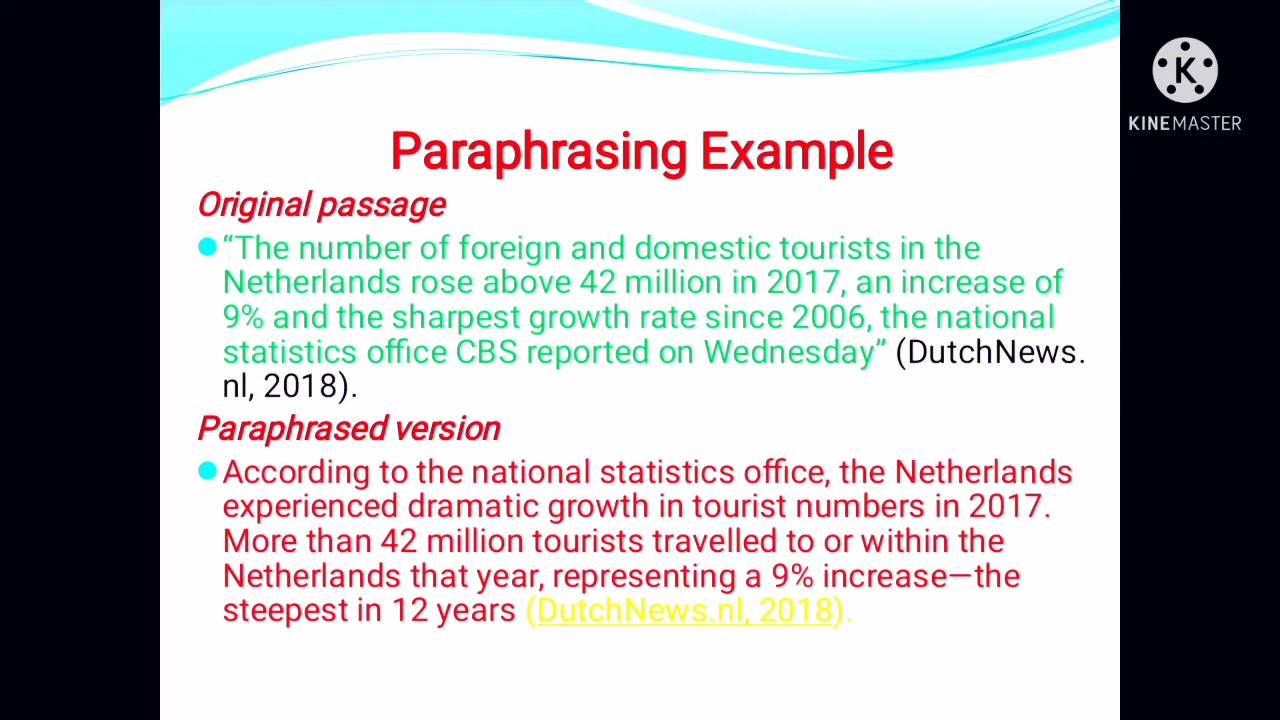 K
KINEMASTER
Paraphrasing Example
Original passage
“The number of foreign and domestic tourists in the
Netherlands rose above 42 million in 2017, an increase of
9% and the sharpest growth rate since 2006, the national
statistics office CBS reported on Wednesday” (DutchNews.
nl, 2018).
Paraphrased version
According to the national statistics office, the Netherlands
experienced dramatic growth in tourist numbers in 2017.
More than 42 million tourists travelled to or within the
Netherlands that year, representing a 9% increase—the
steepest in 12 years (DutchNews.nl, 2018).